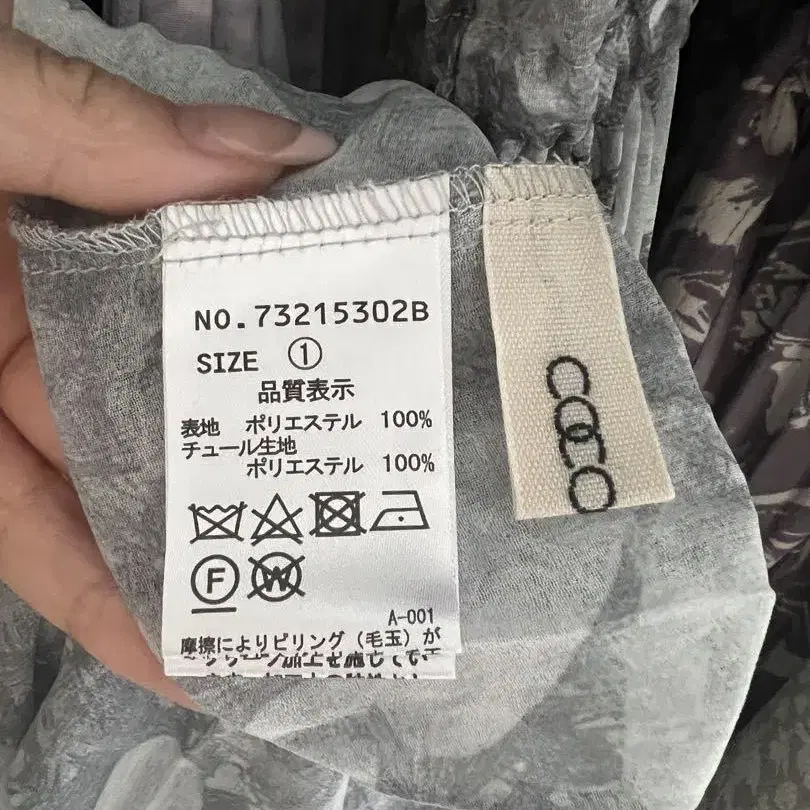 NO.73215302B
SIZE ①
品質表示
表地 ポリエステル 100%
チュール生地
ポリエステル 100%
F
W
A-001
摩擦によりピリング(毛玉)が
COCO